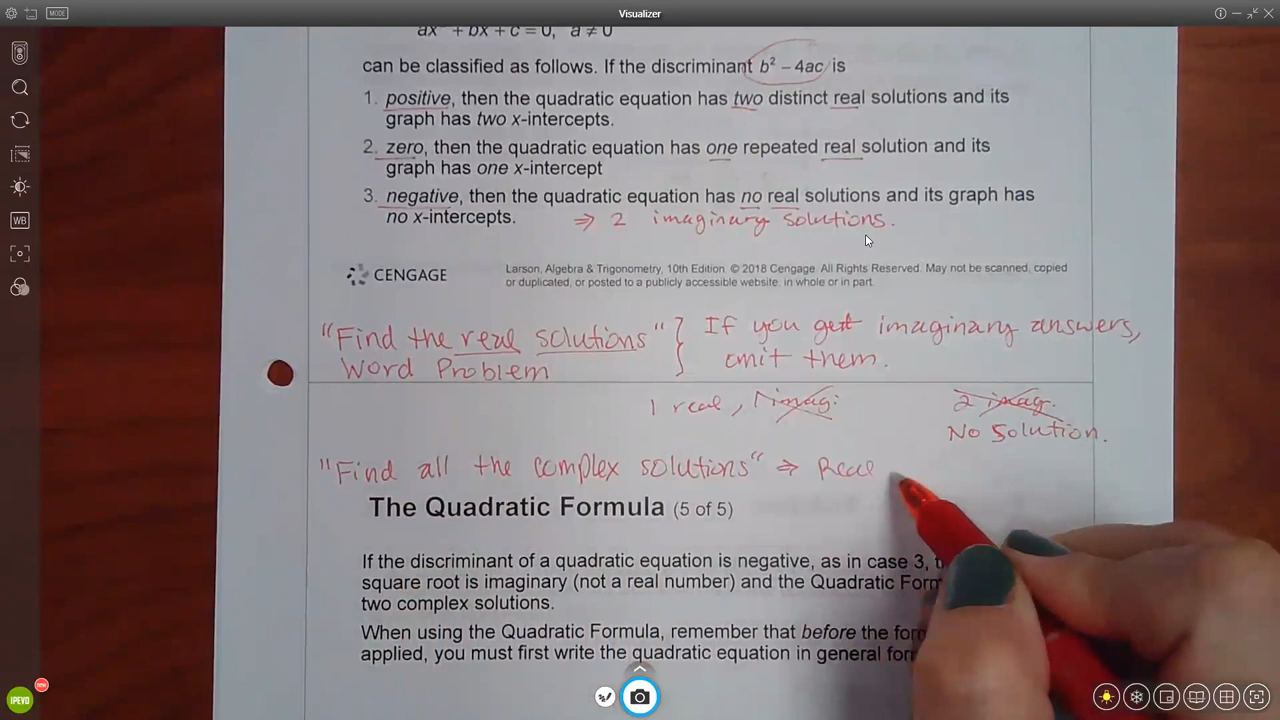 MODE
Visualizer
ax² + bx + c = 0, a ≠ 0
can be classified as follows. If the discriminant b² – 4ac is
1. positive, then the quadratic equation has two distinct real solutions and its
graph has two x-intercepts.
2. zero, then the quadratic equation has one repeated real solution and its
graph has one x-intercept
3. negative, then the quadratic equation has no real solutions and its graph has
no x-intercepts. ⇒ 2 imaginary solutions.
CENGAGE
Larson, Algebra & Trigonometry, 10th Edition. © 2018 Cengage. All Rights Reserved. May not be scanned, copied
or duplicated, or posted to a publicly accessible website, in whole or in part.
"Find the real solutions" } If you get imaginary answers,
Word Problem } omit them.
1 real, 1 imag. 2 imag.
No Solution.
"Find all the complex solutions" ⇒ Real
The Quadratic Formula (5 of 5)
If the discriminant of a quadratic equation is negative, as in case 3, t
square root is imaginary (not a real number) and the Quadratic Form
two complex solutions.
When using the Quadratic Formula, remember that before the for
applied, you must first write the quadratic equation in general for
WB
IPEVO
new